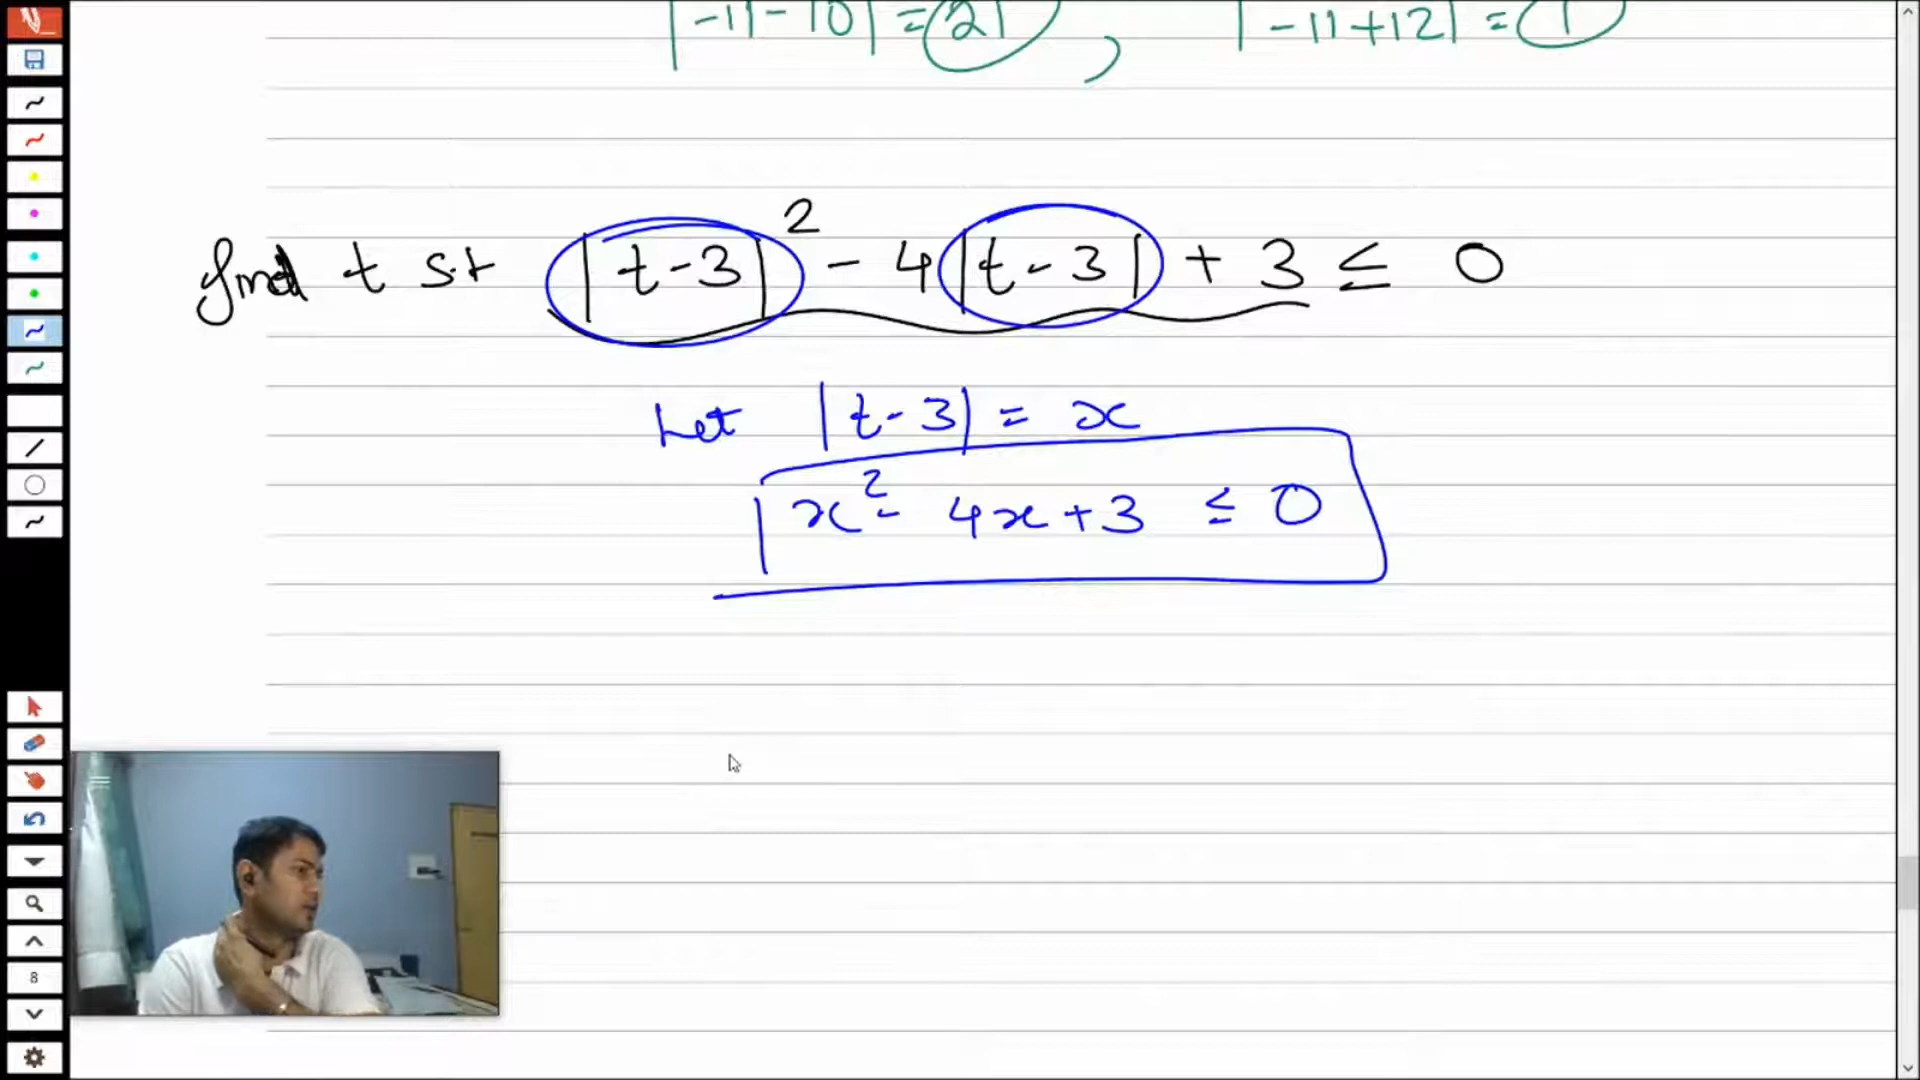 |-11-10| = 21 , |-11+12| = 1
find t s.t |t-3|² - 4|t-3| + 3 ≤ 0
Let |t-3| = x
x² - 4x + 3 ≤ 0
8